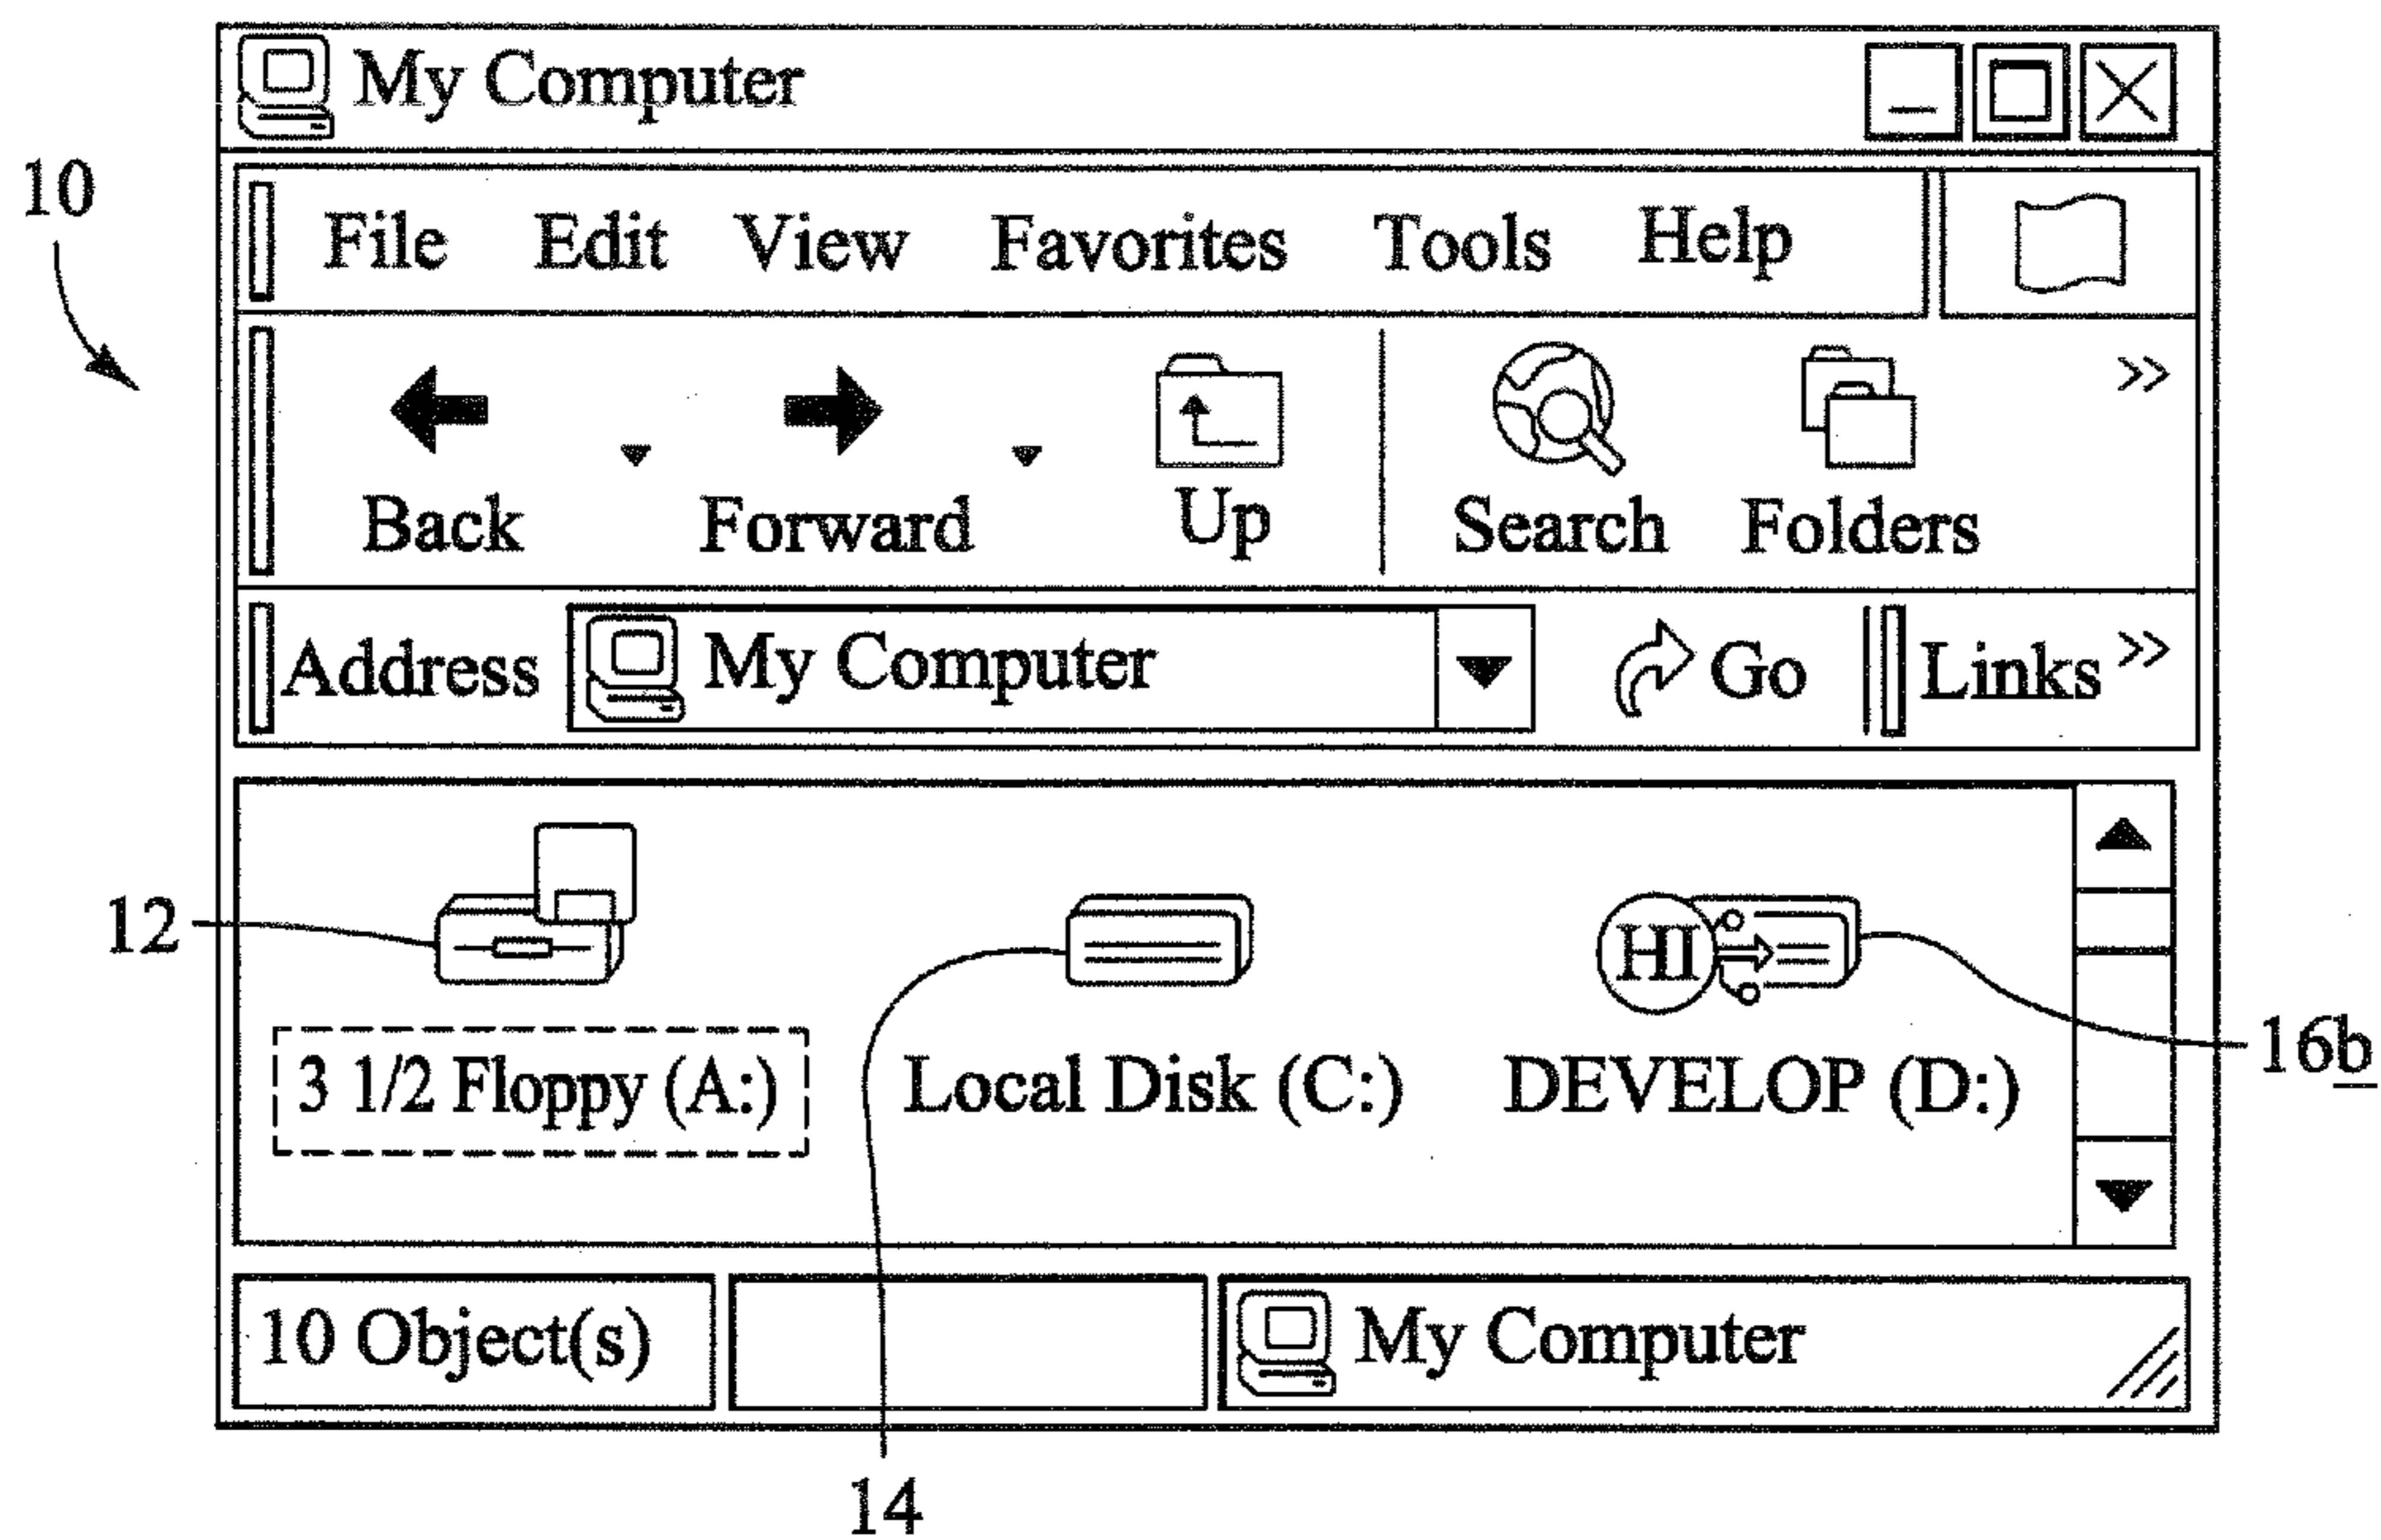 My Computer
10
File Edit View Favorites Tools Help
Back Forward Up Search Folders »
Address My Computer Go Links »
12
HI
16b
3 1/2 Floppy (A:) Local Disk (C:) DEVELOP (D:)
10 Object(s) My Computer
14